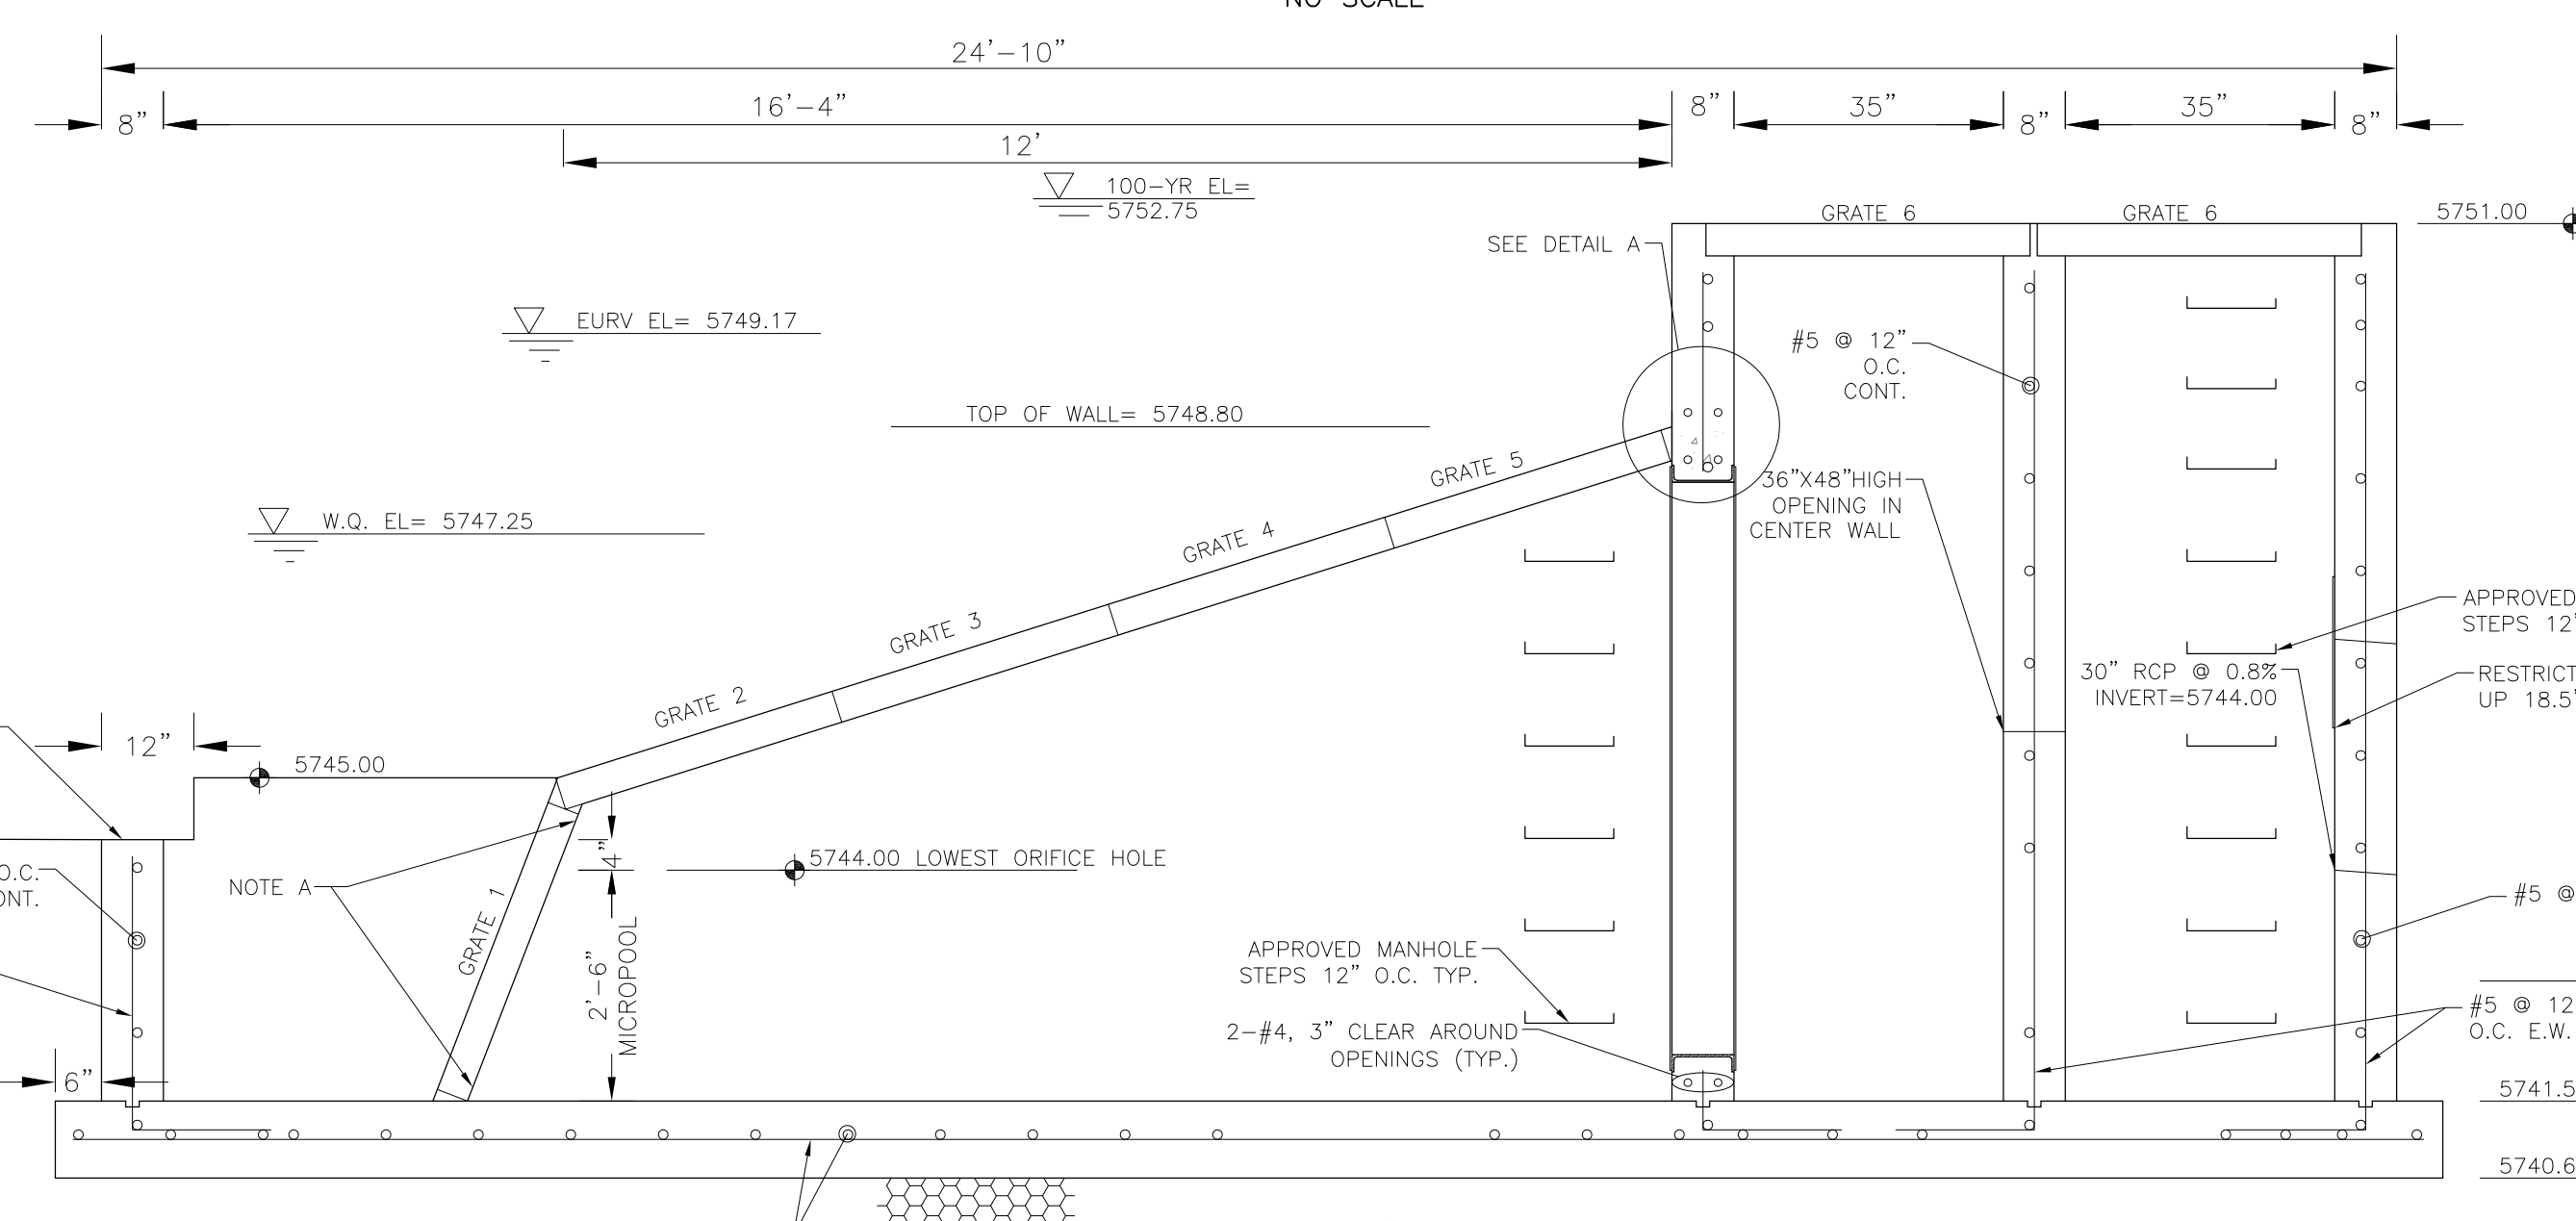 NO SCALE
24'-10"
8"
16'-4"
8"
35"
8"
35"
8"
12'
100-YR EL=
5752.75
GRATE 6
GRATE 6
5751.00
SEE DETAIL A
EURV EL= 5749.17
#5 @ 12"
O.C.
CONT.
TOP OF WALL= 5748.80
GRATE 5
36"X48"HIGH
OPENING IN
CENTER WALL
W.Q. EL= 5747.25
GRATE 4
APPROVED
STEPS 12"
GRATE 3
30" RCP @ 0.8%
INVERT=5744.00
RESTRICT
UP 18.5"
GRATE 2
12"
5745.00
4"
5744.00 LOWEST ORIFICE HOLE
O.C.
CONT.
NOTE A
GRATE 1
#5 @
2'-6"
MICROPOOL
APPROVED MANHOLE
STEPS 12" O.C. TYP.
2-#4, 3" CLEAR AROUND
OPENINGS (TYP.)
#5 @ 12
O.C. E.W.
6"
5741.5
5740.6